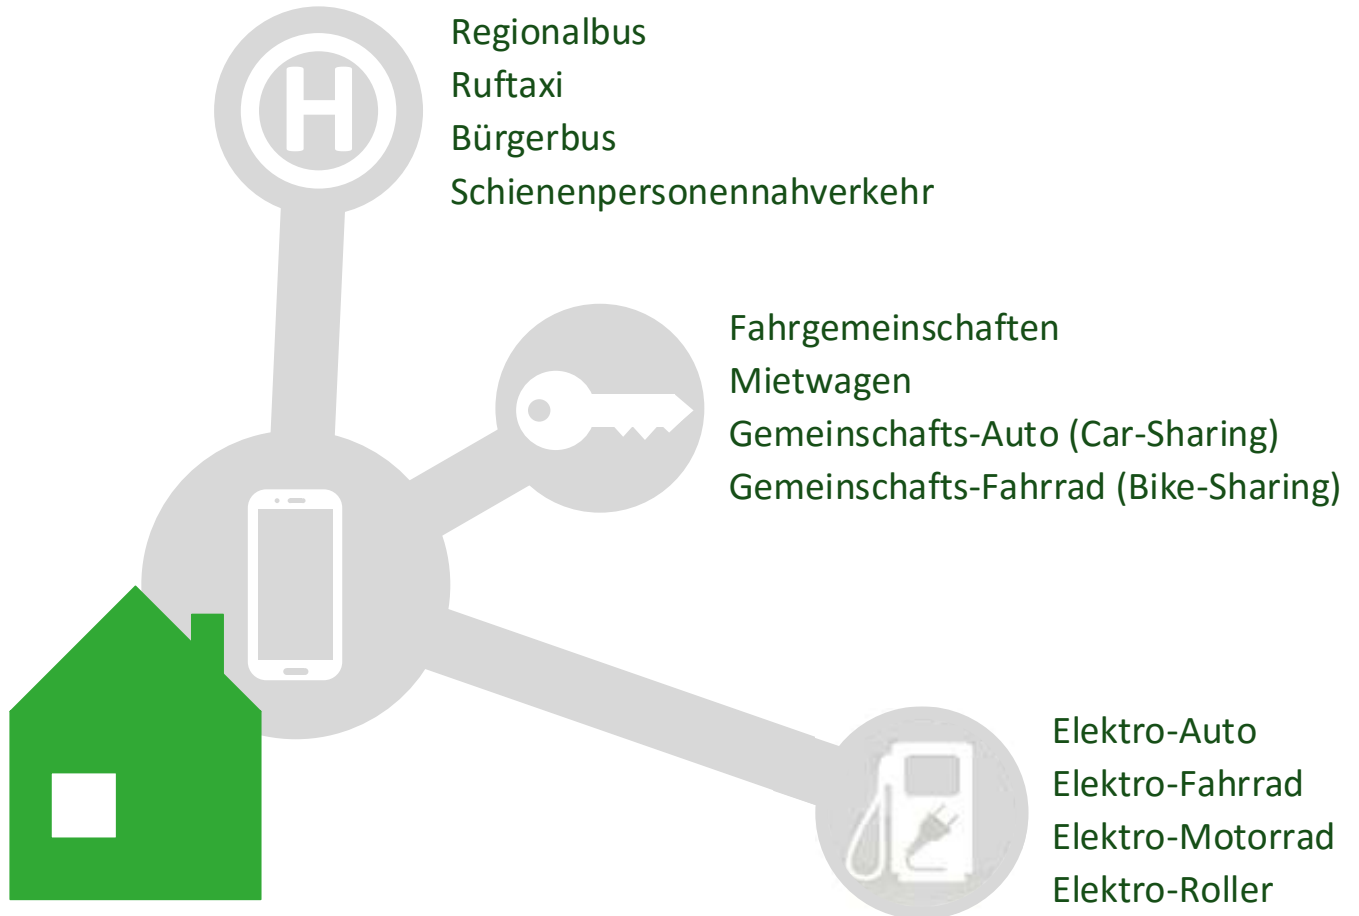 H
Regionalbus
Ruftaxi
Bürgerbus
Schienenpersonennahverkehr
Fahrgemeinschaften
Mietwagen
Gemeinschafts-Auto (Car-Sharing)
Gemeinschafts-Fahrrad (Bike-Sharing)
Elektro-Auto
Elektro-Fahrrad
Elektro-Motorrad
Elektro-Roller